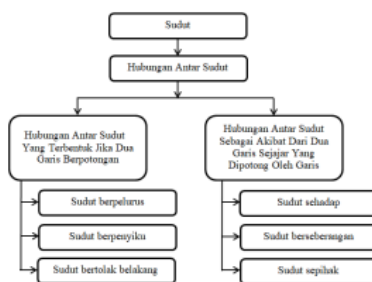 Sudut
Hubungan Antar Sudut
Hubungan Antar Sudut
Yang Terbentuk Jika Dua
Garis Berpotongan
Hubungan Antar Sudut
Sebagai Akibat Dari Dua
Garis Sejajar Yang
Dipotong Oleh Garis
Sudut berpelurus
Sudut berpenyiku
Sudut bertolak belakang
Sudut sehadap
Sudut berseberangan
Sudut sepihak